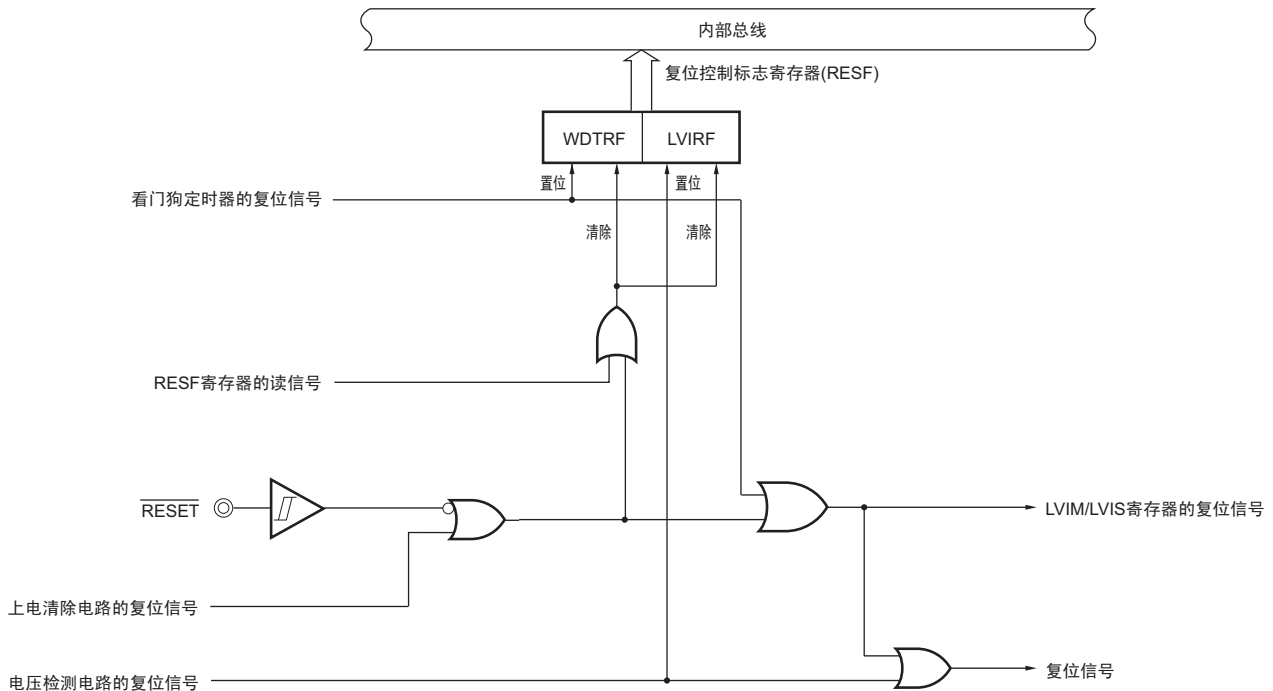 内部总线
复位控制标志寄存器(RESF)
WDTRF
LVIRF
置位
置位
看门狗定时器的复位信号
清除
清除
RESF寄存器的读信号
RESET
LVIM/LVIS寄存器的复位信号
上电清除电路的复位信号
电压检测电路的复位信号
复位信号